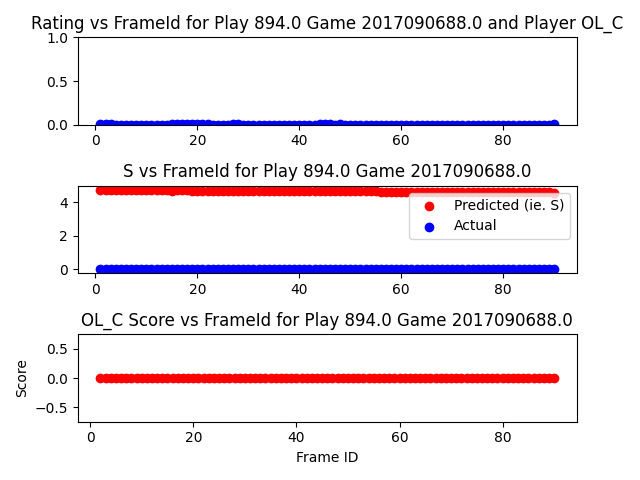 Rating vs FrameId for Play 894.0 Game 2017090688.0 and Player OL_C
1.0
0.5
0.0
0 20 40 60 80
S vs FrameId for Play 894.0 Game 2017090688.0
4
2
0
Predicted (ie. S)
Actual
0 20 40 60 80
OL_C Score vs FrameId for Play 894.0 Game 2017090688.0
0.5
0.0
−0.5
Score
0 20 40 60 80
Frame ID